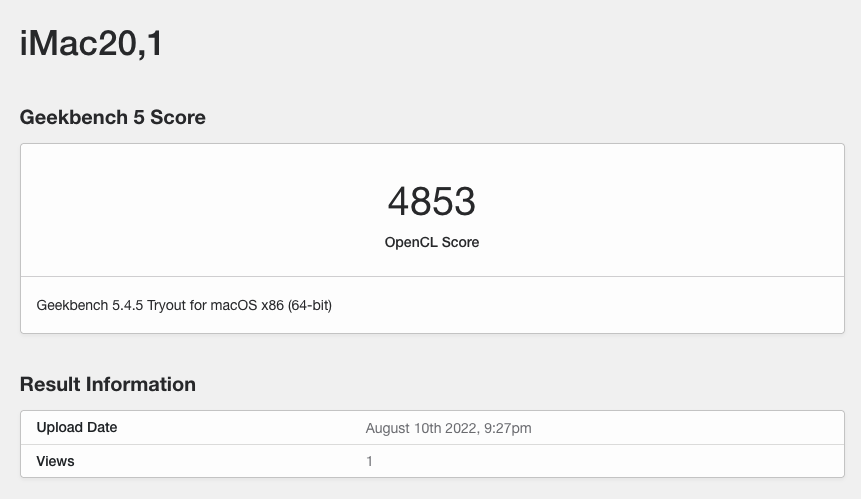 iMac20,1
Geekbench 5 Score
4853
OpenCL Score
Geekbench 5.4.5 Tryout for macOS x86 (64-bit)
Result Information
Upload Date August 10th 2022, 9:27pm
Views 1